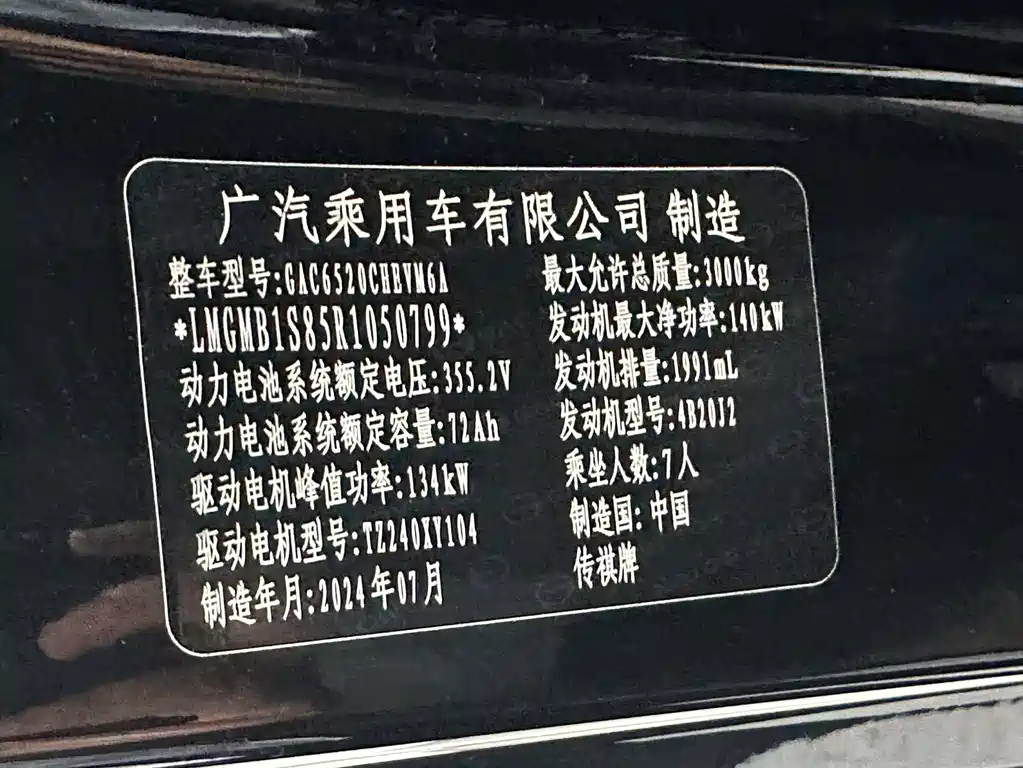 广汽乘用车有限公司 制造
整车型号:GAC6520CHEVM6A
*LMGMB1S85R1050799*
动力电池系统额定电压:355.2V
动力电池系统额定容量:72Ah
驱动电机峰值功率:134kW
驱动电机型号:TZ240XY104
制造年月:2024年07月
最大允许总质量:3000kg
发动机最大净功率:140kW
发动机排量:1991mL
发动机型号:4B20J2
乘坐人数:7人
制造国:中国
传祺牌